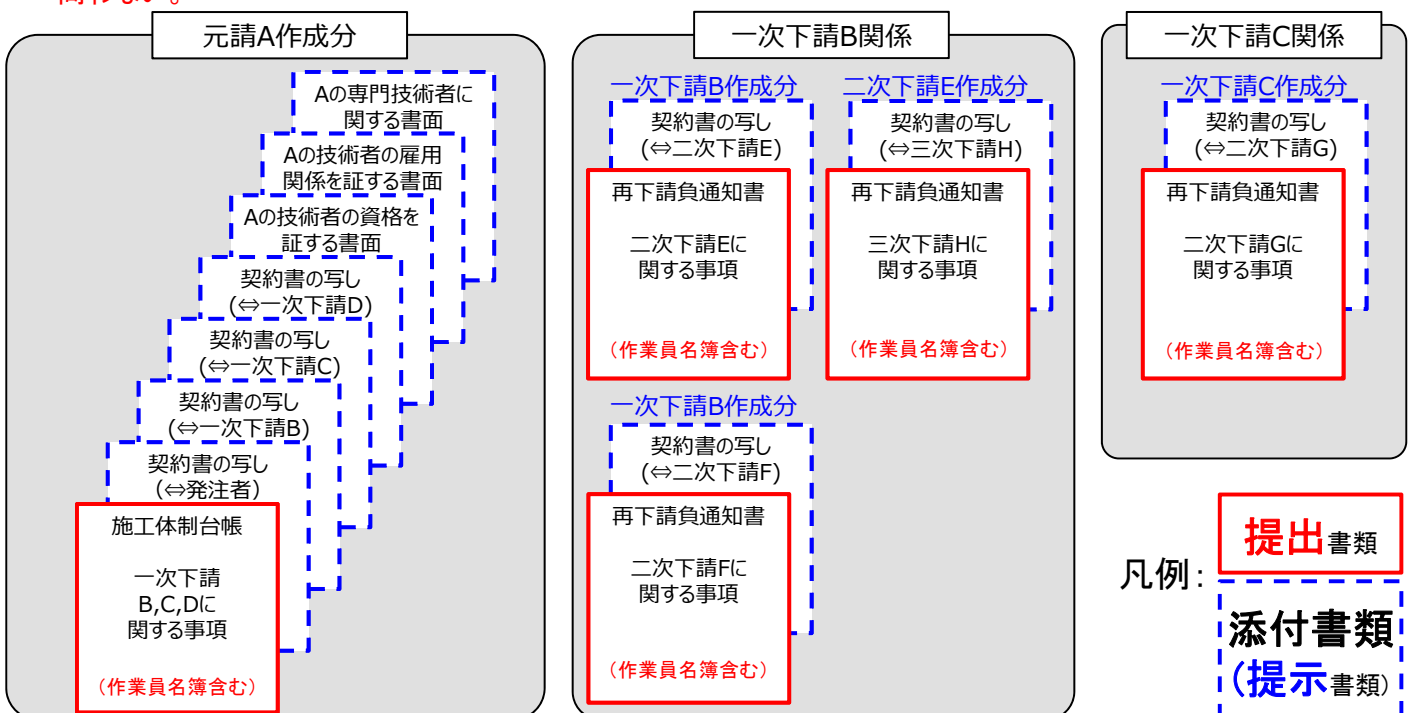 元請A作成分
Aの専門技術者に
関する書面
Aの技術者の雇用
関係を証する書面
Aの技術者の資格を
証する書面
契約書の写し
(⇔一次下請D)
契約書の写し
(⇔一次下請C)
契約書の写し
(⇔一次下請B)
契約書の写し
(⇔発注者)
施工体制台帳
一次下請
B,C,Dに
関する事項
(作業員名簿含む)
一次下請B関係
一次下請B作成分
契約書の写し
(⇔二次下請E)
再下請負通知書
二次下請Eに
関する事項
(作業員名簿含む)
二次下請E作成分
契約書の写し
(⇔三次下請H)
再下請負通知書
三次下請Hに
関する事項
(作業員名簿含む)
一次下請B作成分
契約書の写し
(⇔二次下請F)
再下請負通知書
二次下請Fに
関する事項
(作業員名簿含む)
一次下請C関係
一次下請C作成分
契約書の写し
(⇔二次下請G)
再下請負通知書
二次下請Gに
関する事項
(作業員名簿含む)
凡例:
提出書類
添付書類
(提示書類)